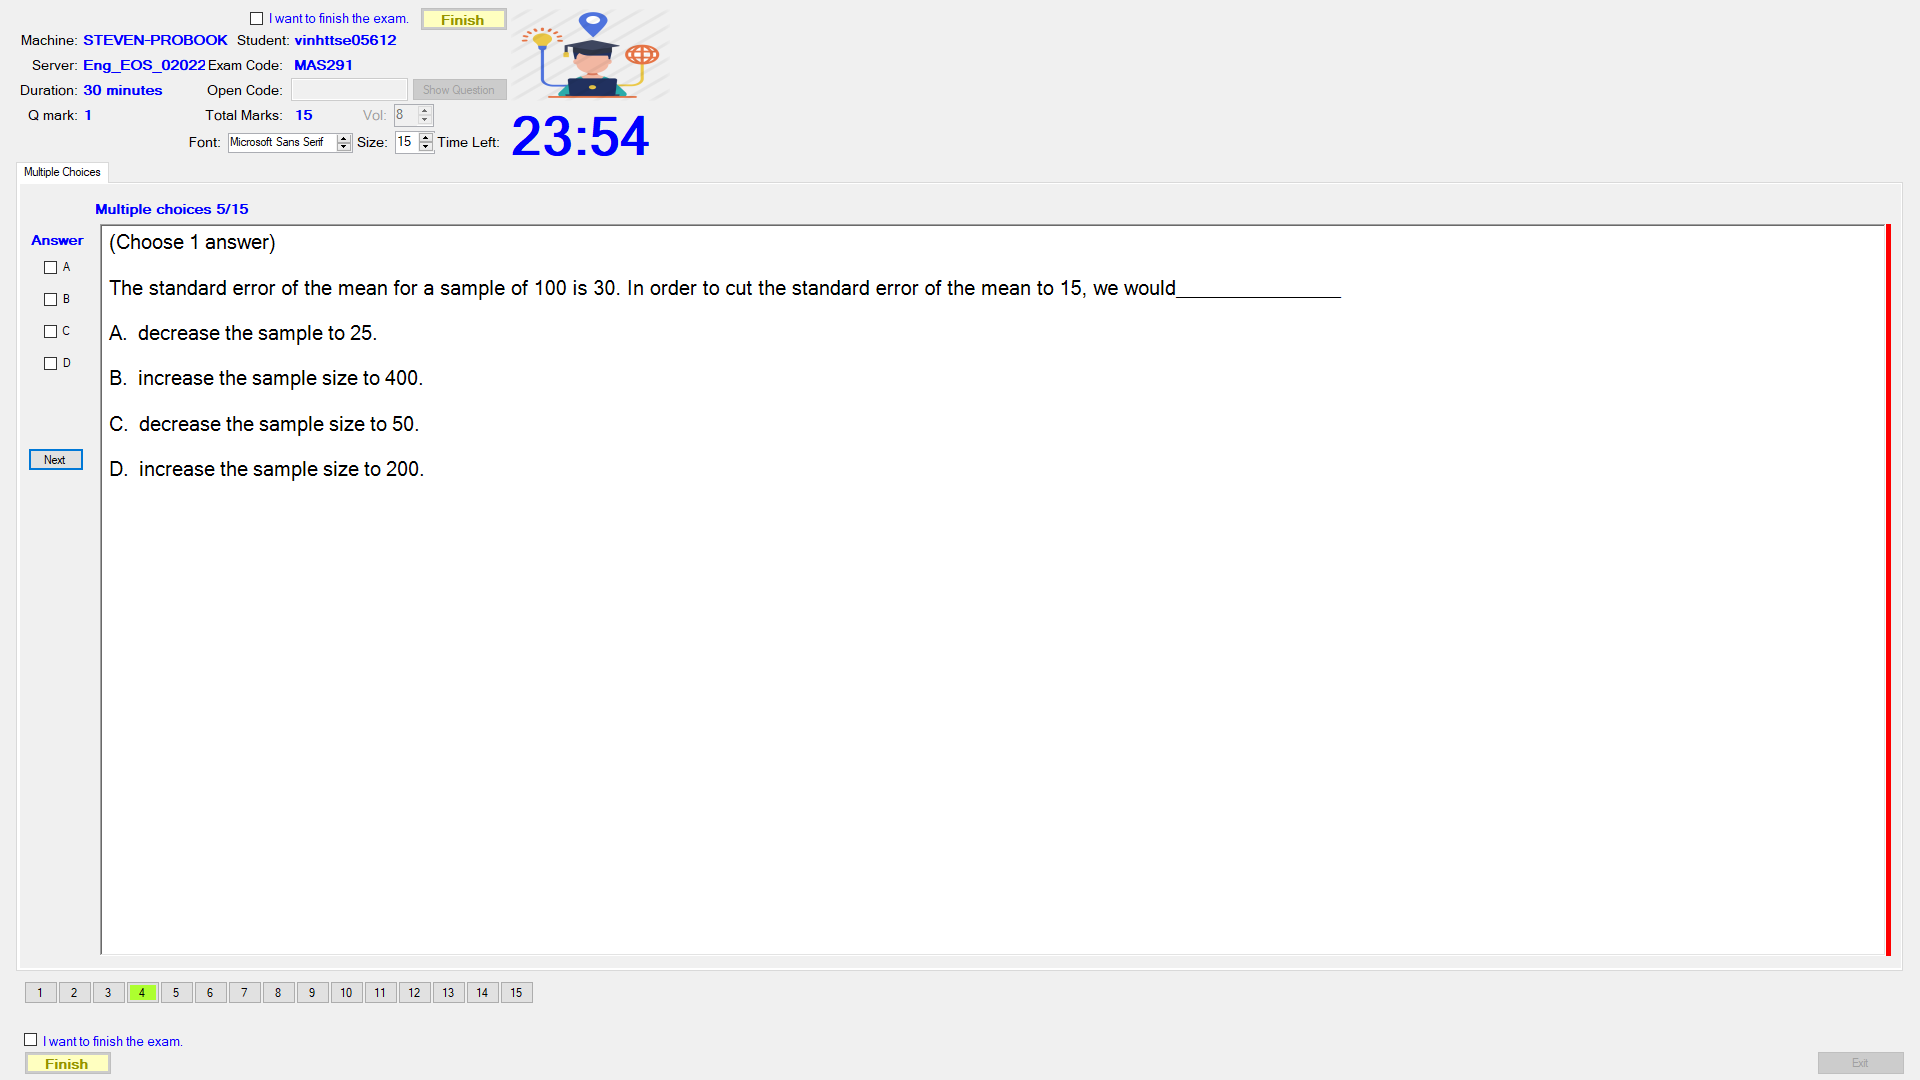 I want to finish the exam.
Finish
Machine: STEVEN-PROBOOK Student: vinhttse05612
Server: Eng_EOS_02022 Exam Code: MAS291
Duration: 30 minutes Open Code: Show Question
Q mark: 1 Total Marks: 15 Vol: 8
Font: Microsoft Sans Serif Size: 15 Time Left: 23:54
Multiple Choices
Multiple choices 5/15
Answer
A
B
C
D
Next
(Choose 1 answer)
The standard error of the mean for a sample of 100 is 30. In order to cut the standard error of the mean to 15, we would_______________
A. decrease the sample to 25.
B. increase the sample size to 400.
C. decrease the sample size to 50.
D. increase the sample size to 200.
1 2 3 4 5 6 7 8 9 10 11 12 13 14 15
I want to finish the exam.
Finish
Exit